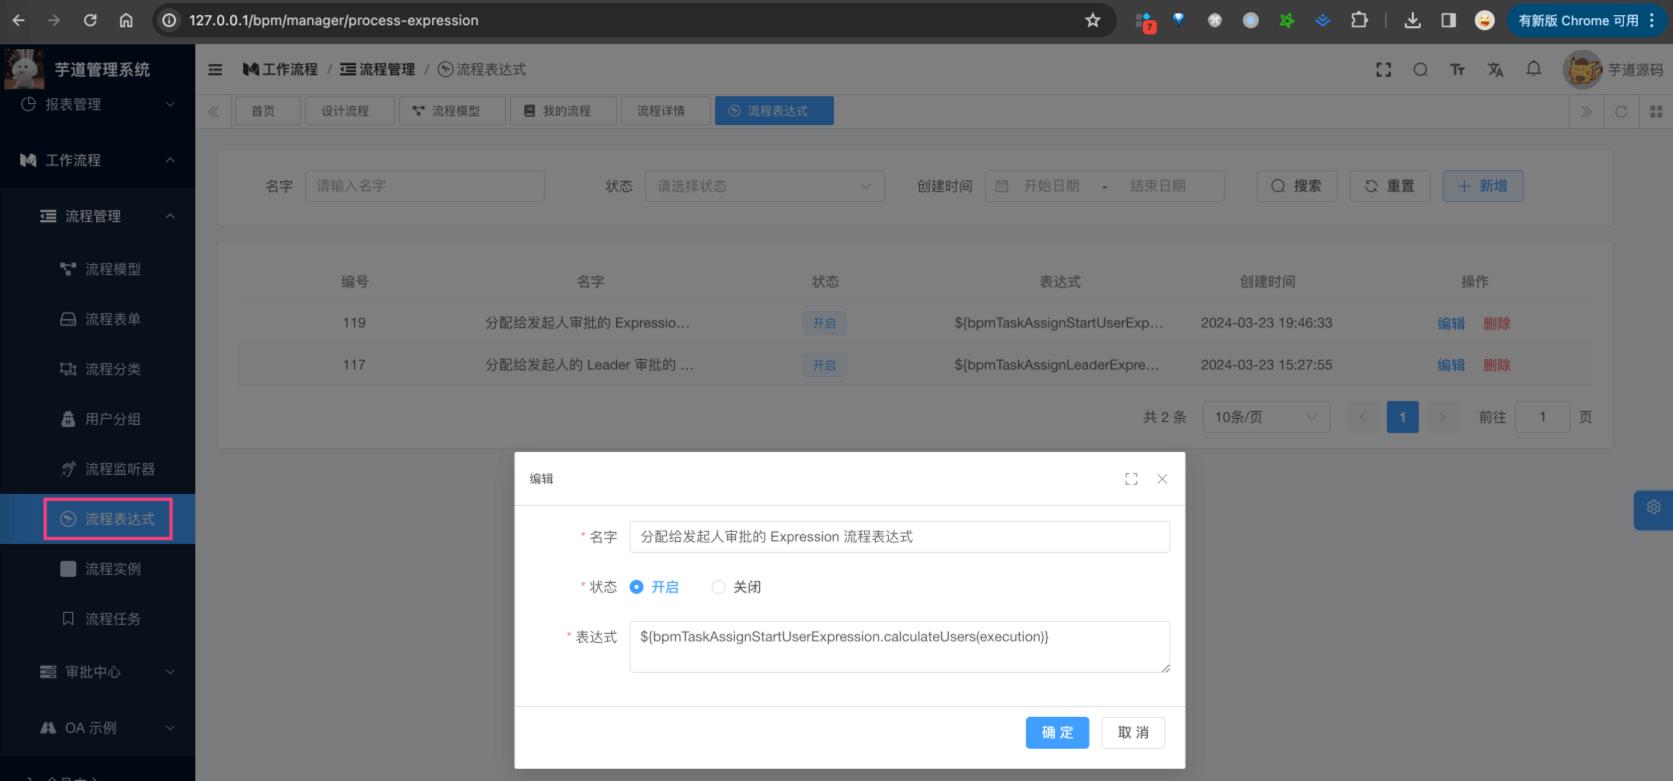 127.0.0.1/bpm/manager/process-expression
7
有新版 Chrome 可用
芋道管理系统
工作流程 / 流程管理 / 流程表达式
芋道源码
报表管理
首页
设计流程
流程模型
我的流程
流程详情
流程表达式
工作流程
名字
请输入名字
状态
请选择状态
创建时间
开始日期 - 结束日期
搜索
重置
新增
流程管理
流程模型
流程表单
流程分类
用户分组
流程监听器
流程表达式
流程实例
流程任务
审批中心
OA 示例
编号 名字 状态 表达式 创建时间 操作
119 分配给发起人审批的 Expressio... 开启 ${bpmTaskAssignStartUserExp... 2024-03-23 19:46:33 编辑 删除
117 分配给发起人的 Leader 审批的 ... 开启 ${bpmTaskAssignLeaderExpre... 2024-03-23 15:27:55 编辑 删除
共 2 条 10条/页 1 前往 1 页
编辑
* 名字 分配给发起人审批的 Expression 流程表达式
* 状态 开启 关闭
* 表达式 ${bpmTaskAssignStartUserExpression.calculateUsers(execution)}
确 定 取 消